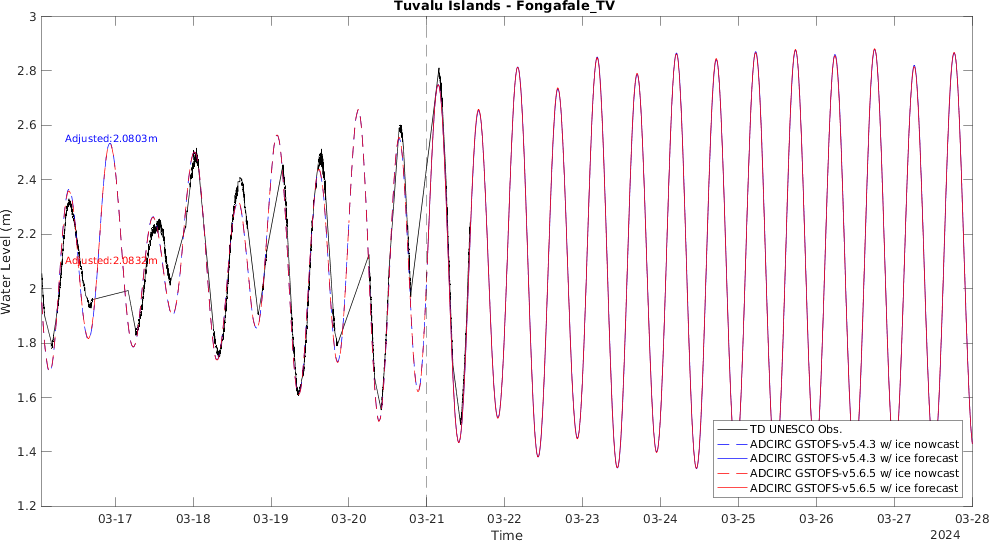 Tuvalu Islands - Fongafale_TV
3
2.8
2.6
2.4
2.2
2
1.8
1.6
1.4
1.2
Water Level (m)
Adjusted:2.0803m
Adjusted:2.0832m
TD UNESCO Obs.
ADCIRC GSTOFS-v5.4.3 w/ ice nowcast
ADCIRC GSTOFS-v5.4.3 w/ ice forecast
ADCIRC GSTOFS-v5.6.5 w/ ice nowcast
ADCIRC GSTOFS-v5.6.5 w/ ice forecast
03-17 03-18 03-19 03-20 03-21 03-22 03-23 03-24 03-25 03-26 03-27 03-28
Time
2024